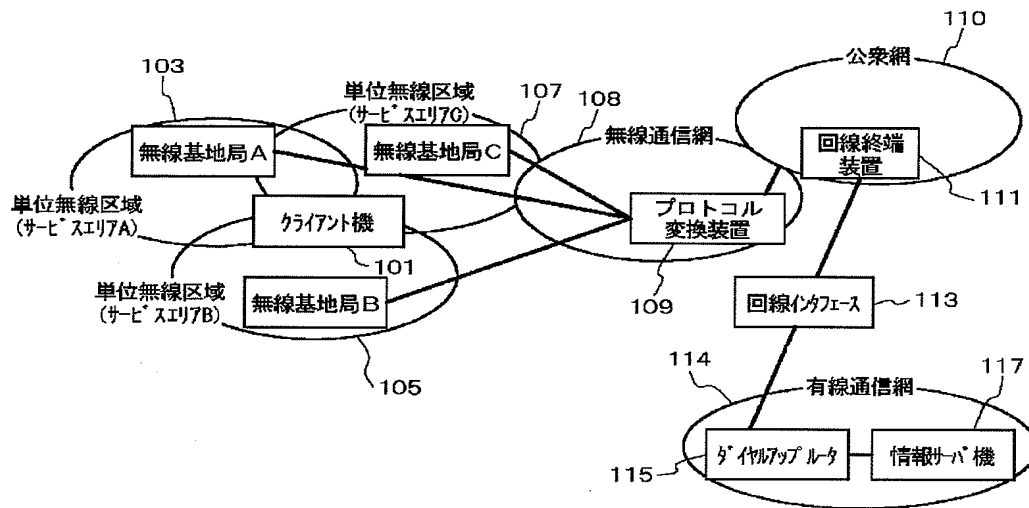 110
公衆網
103
単位無線区域
(サービスエリアC)
107
108
無線通信網
無線基地局A
無線基地局C
回線終端
装置
111
単位無線区域
(サービスエリアA)
クライアント機
プロトコル
変換装置
101
109
単位無線区域
(サービスエリアB)
無線基地局B
回線インタフェース
113
105
114
117
有線通信網
ダイヤルアップルータ
情報サーバ機
115